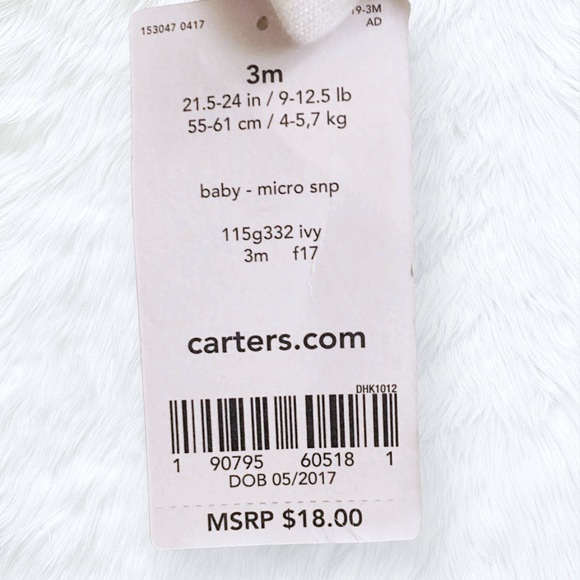 153047 0417
AD
3m
21.5-24 in / 9-12.5 lb
55-61 cm / 4-5,7 kg
baby - micro snp
115g332 ivy
3m f17
carters.com
DHK1012
1 90795 60518 1
DOB 05/2017
MSRP $18.00